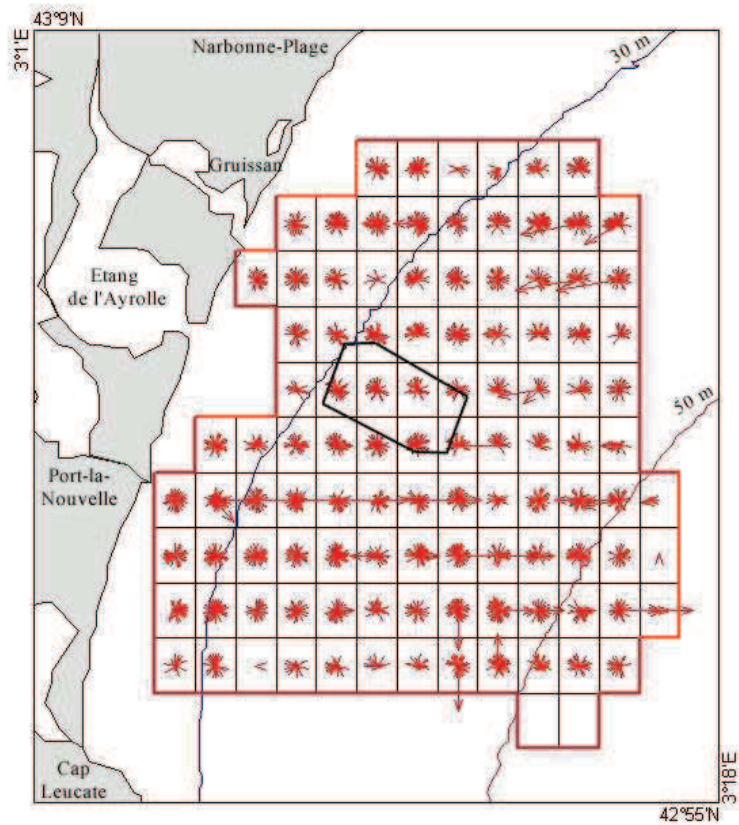 43°9'N
3°1'E
Narbonne-Plage
30 m
Gruissan
Etang
de l'Ayrolle
50 m
Port-la-
Nouvelle
Cap
Leucate
3°18'E
42°55'N